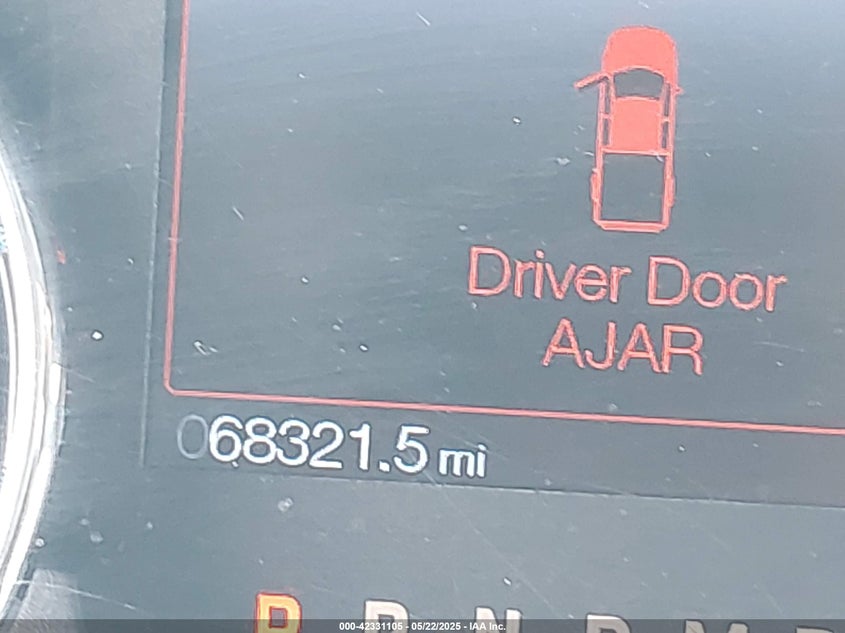 Driver Door
AJAR
068321.5 mi
P R N D M
000-42331105 - 05/22/2025 - IAA Inc.